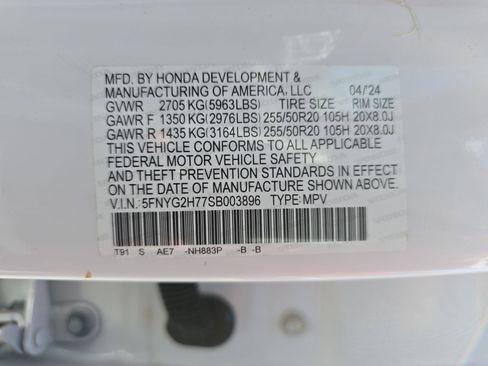 MFD. BY HONDA DEVELOPMENT &
MANUFACTURING OF AMERICA, LLC 04/'24
GVWR 2705 KG(5963LBS) TIRE SIZE RIM SIZE
GAWR F 1350 KG(2976LBS) 255/50R20 105H 20X8.0J
GAWR R 1435 KG(3164LBS) 255/50R20 105H 20X8.0J
THIS VEHICLE CONFORMS TO ALL APPLICABLE
FEDERAL MOTOR VEHICLE SAFETY
AND THEFT PREVENTION STANDARDS IN EFFECT
ON THE DATE OF MANUFACTURE SHOWN ABOVE.
V.I.N.: 5FNYG2H77SB003896 TYPE: MPV
T91 S AE7 -NH883P -B -B